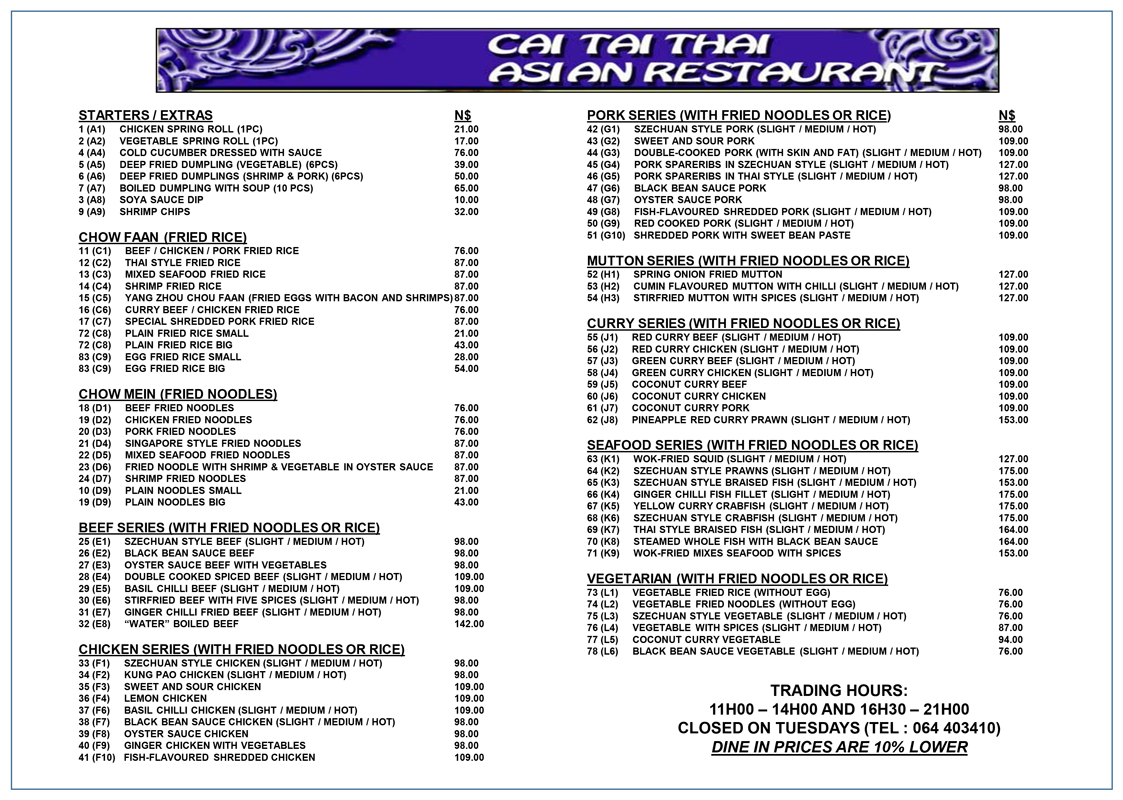 CAI TAI THAI
ASIAN RESTAURANT
STARTERS / EXTRAS N$
1 (A1) CHICKEN SPRING ROLL (1PC) 21.00
2 (A2) VEGETABLE SPRING ROLL (1PC) 17.00
4 (A4) COLD CUCUMBER DRESSED WITH SAUCE 76.00
5 (A5) DEEP FRIED DUMPLING (VEGETABLE) (6PCS) 39.00
6 (A6) DEEP FRIED DUMPLINGS (SHRIMP & PORK) (6PCS) 50.00
7 (A7) BOILED DUMPLING WITH SOUP (10 PCS) 65.00
3 (A8) SOYA SAUCE DIP 10.00
9 (A9) SHRIMP CHIPS 32.00
CHOW FAAN (FRIED RICE)
11 (C1) BEEF / CHICKEN / PORK FRIED RICE 76.00
12 (C2) THAI STYLE FRIED RICE 87.00
13 (C3) MIXED SEAFOOD FRIED RICE 87.00
14 (C4) SHRIMP FRIED RICE 87.00
15 (C5) YANG ZHOU CHOU FAAN (FRIED EGGS WITH BACON AND SHRIMPS) 87.00
16 (C6) CURRY BEEF / CHICKEN FRIED RICE 76.00
17 (C7) SPECIAL SHREDDED PORK FRIED RICE 87.00
72 (C8) PLAIN FRIED RICE SMALL 21.00
72 (C8) PLAIN FRIED RICE BIG 43.00
83 (C9) EGG FRIED RICE SMALL 28.00
83 (C9) EGG FRIED RICE BIG 54.00
CHOW MEIN (FRIED NOODLES)
18 (D1) BEEF FRIED NOODLES 76.00
19 (D2) CHICKEN FRIED NOODLES 76.00
20 (D3) PORK FRIED NOODLES 76.00
21 (D4) SINGAPORE STYLE FRIED NOODLES 87.00
22 (D5) MIXED SEAFOOD FRIED NOODLES 87.00
23 (D6) FRIED NOODLE WITH SHRIMP & VEGETABLE IN OYSTER SAUCE 87.00
24 (D7) SHRIMP FRIED NOODLES 87.00
10 (D9) PLAIN NOODLES SMALL 21.00
19 (D9) PLAIN NOODLES BIG 43.00
BEEF SERIES (WITH FRIED NOODLES OR RICE)
25 (E1) SZECHUAN STYLE BEEF (SLIGHT / MEDIUM / HOT) 98.00
26 (E2) BLACK BEAN SAUCE BEEF 98.00
27 (E3) OYSTER SAUCE BEEF WITH VEGETABLES 98.00
28 (E4) DOUBLE COOKED SPICED BEEF (SLIGHT / MEDIUM / HOT) 109.00
29 (E5) BASIL CHILLI BEEF (SLIGHT / MEDIUM / HOT) 109.00
30 (E6) STIRFRIED BEEF WITH FIVE SPICES (SLIGHT / MEDIUM / HOT) 98.00
31 (E7) GINGER CHILLI FRIED BEEF (SLIGHT / MEDIUM / HOT) 98.00
32 (E8) “WATER” BOILED BEEF 142.00
CHICKEN SERIES (WITH FRIED NOODLES OR RICE)
33 (F1) SZECHUAN STYLE CHICKEN (SLIGHT / MEDIUM / HOT) 98.00
34 (F2) KUNG PAO CHICKEN (SLIGHT / MEDIUM / HOT) 98.00
35 (F3) SWEET AND SOUR CHICKEN 109.00
36 (F4) LEMON CHICKEN 109.00
37 (F6) BASIL CHILLI CHICKEN (SLIGHT / MEDIUM / HOT) 109.00
38 (F7) BLACK BEAN SAUCE CHICKEN (SLIGHT / MEDIUM / HOT) 98.00
39 (F8) OYSTER SAUCE CHICKEN 98.00
40 (F9) GINGER CHICKEN WITH VEGETABLES 98.00
41 (F10) FISH-FLAVOURED SHREDDED CHICKEN 109.00
PORK SERIES (WITH FRIED NOODLES OR RICE) N$
42 (G1) SZECHUAN STYLE PORK (SLIGHT / MEDIUM / HOT) 98.00
43 (G2) SWEET AND SOUR PORK 109.00
44 (G3) DOUBLE-COOKED PORK (WITH SKIN AND FAT) (SLIGHT / MEDIUM / HOT) 109.00
45 (G4) PORK SPARERIBS IN SZECHUAN STYLE (SLIGHT / MEDIUM / HOT) 127.00
46 (G5) PORK SPARERIBS IN THAI STYLE (SLIGHT / MEDIUM / HOT) 127.00
47 (G6) BLACK BEAN SAUCE PORK 98.00
48 (G7) OYSTER SAUCE PORK 98.00
49 (G8) FISH-FLAVOURED SHREDDED PORK (SLIGHT / MEDIUM / HOT) 109.00
50 (G9) RED COOKED PORK (SLIGHT / MEDIUM / HOT) 109.00
51 (G10) SHREDDED PORK WITH SWEET BEAN PASTE 109.00
MUTTON SERIES (WITH FRIED NOODLES OR RICE)
52 (H1) SPRING ONION FRIED MUTTON 127.00
53 (H2) CUMIN FLAVOURED MUTTON WITH CHILLI (SLIGHT / MEDIUM / HOT) 127.00
54 (H3) STIRFRIED MUTTON WITH SPICES (SLIGHT / MEDIUM / HOT) 127.00
CURRY SERIES (WITH FRIED NOODLES OR RICE)
55 (J1) RED CURRY BEEF (SLIGHT / MEDIUM / HOT) 109.00
56 (J2) RED CURRY CHICKEN (SLIGHT / MEDIUM / HOT) 109.00
57 (J3) GREEN CURRY BEEF (SLIGHT / MEDIUM / HOT) 109.00
58 (J4) GREEN CURRY CHICKEN (SLIGHT / MEDIUM / HOT) 109.00
59 (J5) COCONUT CURRY BEEF 109.00
60 (J6) COCONUT CURRY CHICKEN 109.00
61 (J7) COCONUT CURRY PORK 109.00
62 (J8) PINEAPPLE RED CURRY PRAWN (SLIGHT / MEDIUM / HOT) 153.00
SEAFOOD SERIES (WITH FRIED NOODLES OR RICE)
63 (K1) WOK-FRIED SQUID (SLIGHT / MEDIUM / HOT) 127.00
64 (K2) SZECHUAN STYLE PRAWNS (SLIGHT / MEDIUM / HOT) 175.00
65 (K3) SZECHUAN STYLE BRAISED FISH (SLIGHT / MEDIUM / HOT) 153.00
66 (K4) GINGER CHILLI FISH FILLET (SLIGHT / MEDIUM / HOT) 175.00
67 (K5) YELLOW CURRY CRABFISH (SLIGHT / MEDIUM / HOT) 175.00
68 (K6) SZECHUAN STYLE CRABFISH (SLIGHT / MEDIUM / HOT) 175.00
69 (K7) THAI STYLE BRAISED FISH (SLIGHT / MEDIUM / HOT) 164.00
70 (K8) STEAMED WHOLE FISH WITH BLACK BEAN SAUCE 164.00
71 (K9) WOK-FRIED MIXES SEAFOOD WITH SPICES 153.00
VEGETARIAN (WITH FRIED NOODLES OR RICE)
73 (L1) VEGETABLE FRIED RICE (WITHOUT EGG) 76.00
74 (L2) VEGETABLE FRIED NOODLES (WITHOUT EGG) 76.00
75 (L3) SZECHUAN STYLE VEGETABLE (SLIGHT / MEDIUM / HOT) 76.00
76 (L4) VEGETABLE WITH SPICES (SLIGHT / MEDIUM / HOT) 87.00
77 (L5) COCONUT CURRY VEGETABLE 94.00
78 (L6) BLACK BEAN SAUCE VEGETABLE (SLIGHT / MEDIUM / HOT) 76.00
TRADING HOURS:
11H00 – 14H00 AND 16H30 – 21H00
CLOSED ON TUESDAYS (TEL : 064 403410)
DINE IN PRICES ARE 10% LOWER